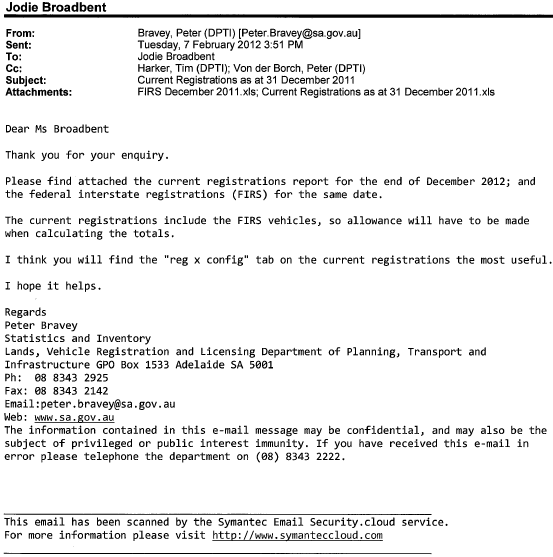 Jodie Broadbent
From: Bravey, Peter (DPTI) [Peter.Bravey@sa.gov.au]
Sent: Tuesday, 7 February 2012 3:51 PM
To: Jodie Broadbent
Cc: Harker, Tim (DPTI); Von der Borch, Peter (DPTI)
Subject: Current Registrations as at 31 December 2011
Attachments: FIRS December 2011.xls; Current Registrations as at 31 December 2011.xls
Dear Ms Broadbent
Thank you for your enquiry.
Please find attached the current registrations report for the end of December 2012; and
the federal interstate registrations (FIRS) for the same date.
The current registrations include the FIRS vehicles, so allowance will have to be made
when calculating the totals.
I think you will find the "reg x config" tab on the current registrations the most useful.
I hope it helps.
Regards
Peter Bravey
Statistics and Inventory
Lands, Vehicle Registration and Licensing Department of Planning, Transport and
Infrastructure GPO Box 1533 Adelaide SA 5001
Ph: 08 8343 2925
Fax: 08 8343 2142
Email:peter.bravey@sa.gov.au
Web: www.sa.gov.au
The information contained in this e-mail message may be confidential, and may also be the
subject of privileged or public interest immunity. If you have received this e-mail in
error please telephone the department on (08) 8343 2222.
This email has been scanned by the Symantec Email Security.cloud service.
For more information please visit http://www.symanteccloud.com